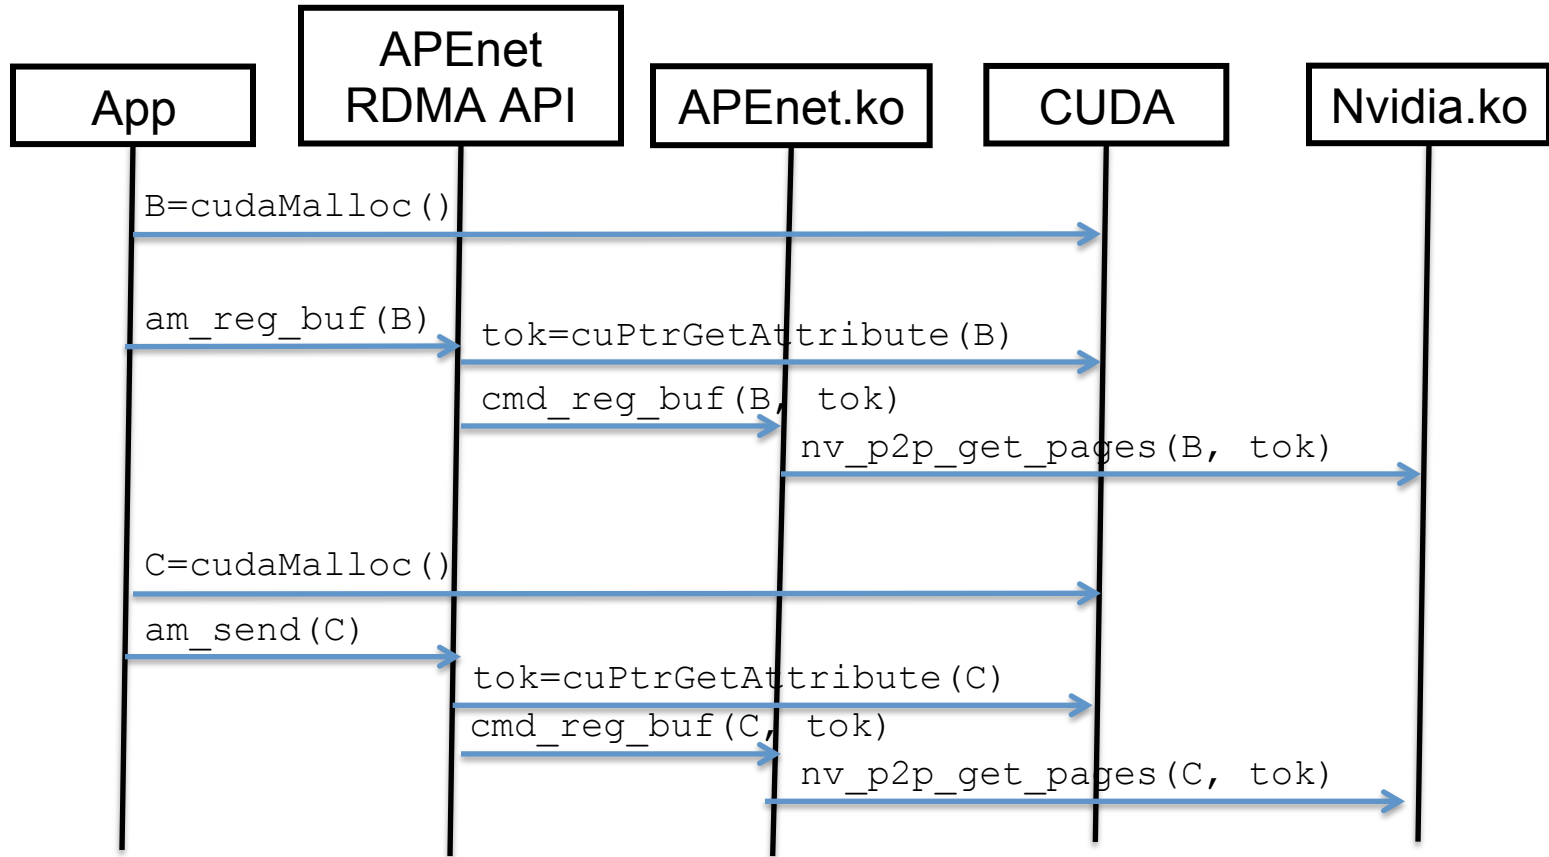 App
APEnet
RDMA API
APEnet.ko
CUDA
Nvidia.ko
B=cudaMalloc()
am_reg_buf(B)
tok=cuPtrGetAttribute(B)
cmd_reg_buf(B, tok)
nv_p2p_get_pages(B, tok)
C=cudaMalloc()
am_send(C)
tok=cuPtrGetAttribute(C)
cmd_reg_buf(C, tok)
nv_p2p_get_pages(C, tok)